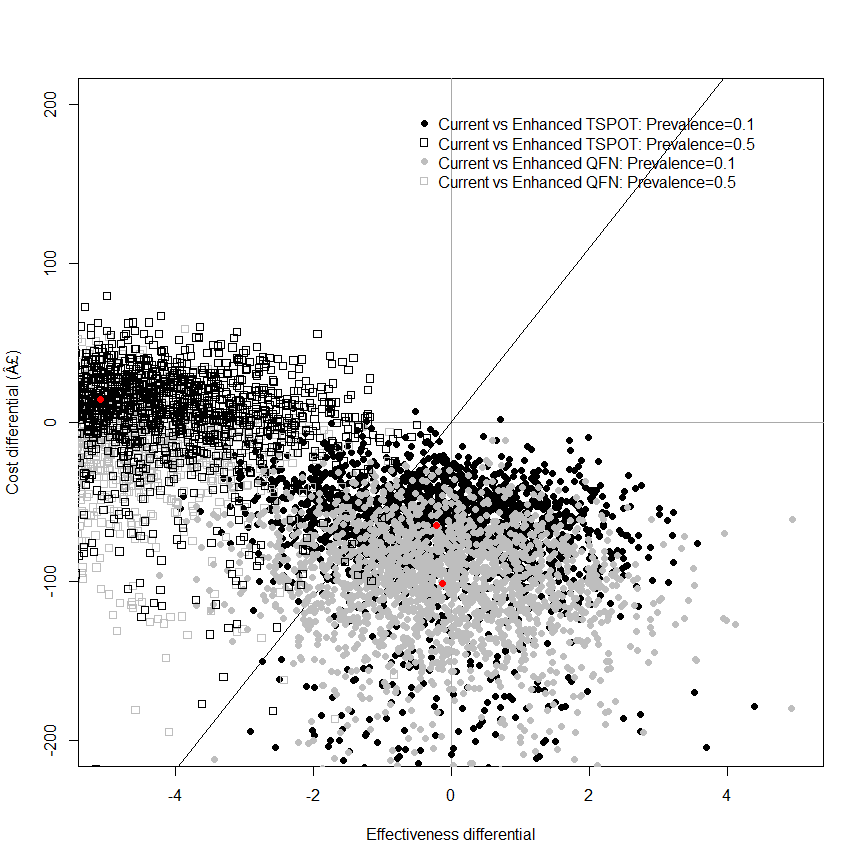 Current vs Enhanced TSPOT: Prevalence=0.1
Current vs Enhanced TSPOT: Prevalence=0.5
Current vs Enhanced QFN: Prevalence=0.1
Current vs Enhanced QFN: Prevalence=0.5
200
100
0
-100
-200
Cost differential (Â£)
-4
-2
0
2
4
Effectiveness differential